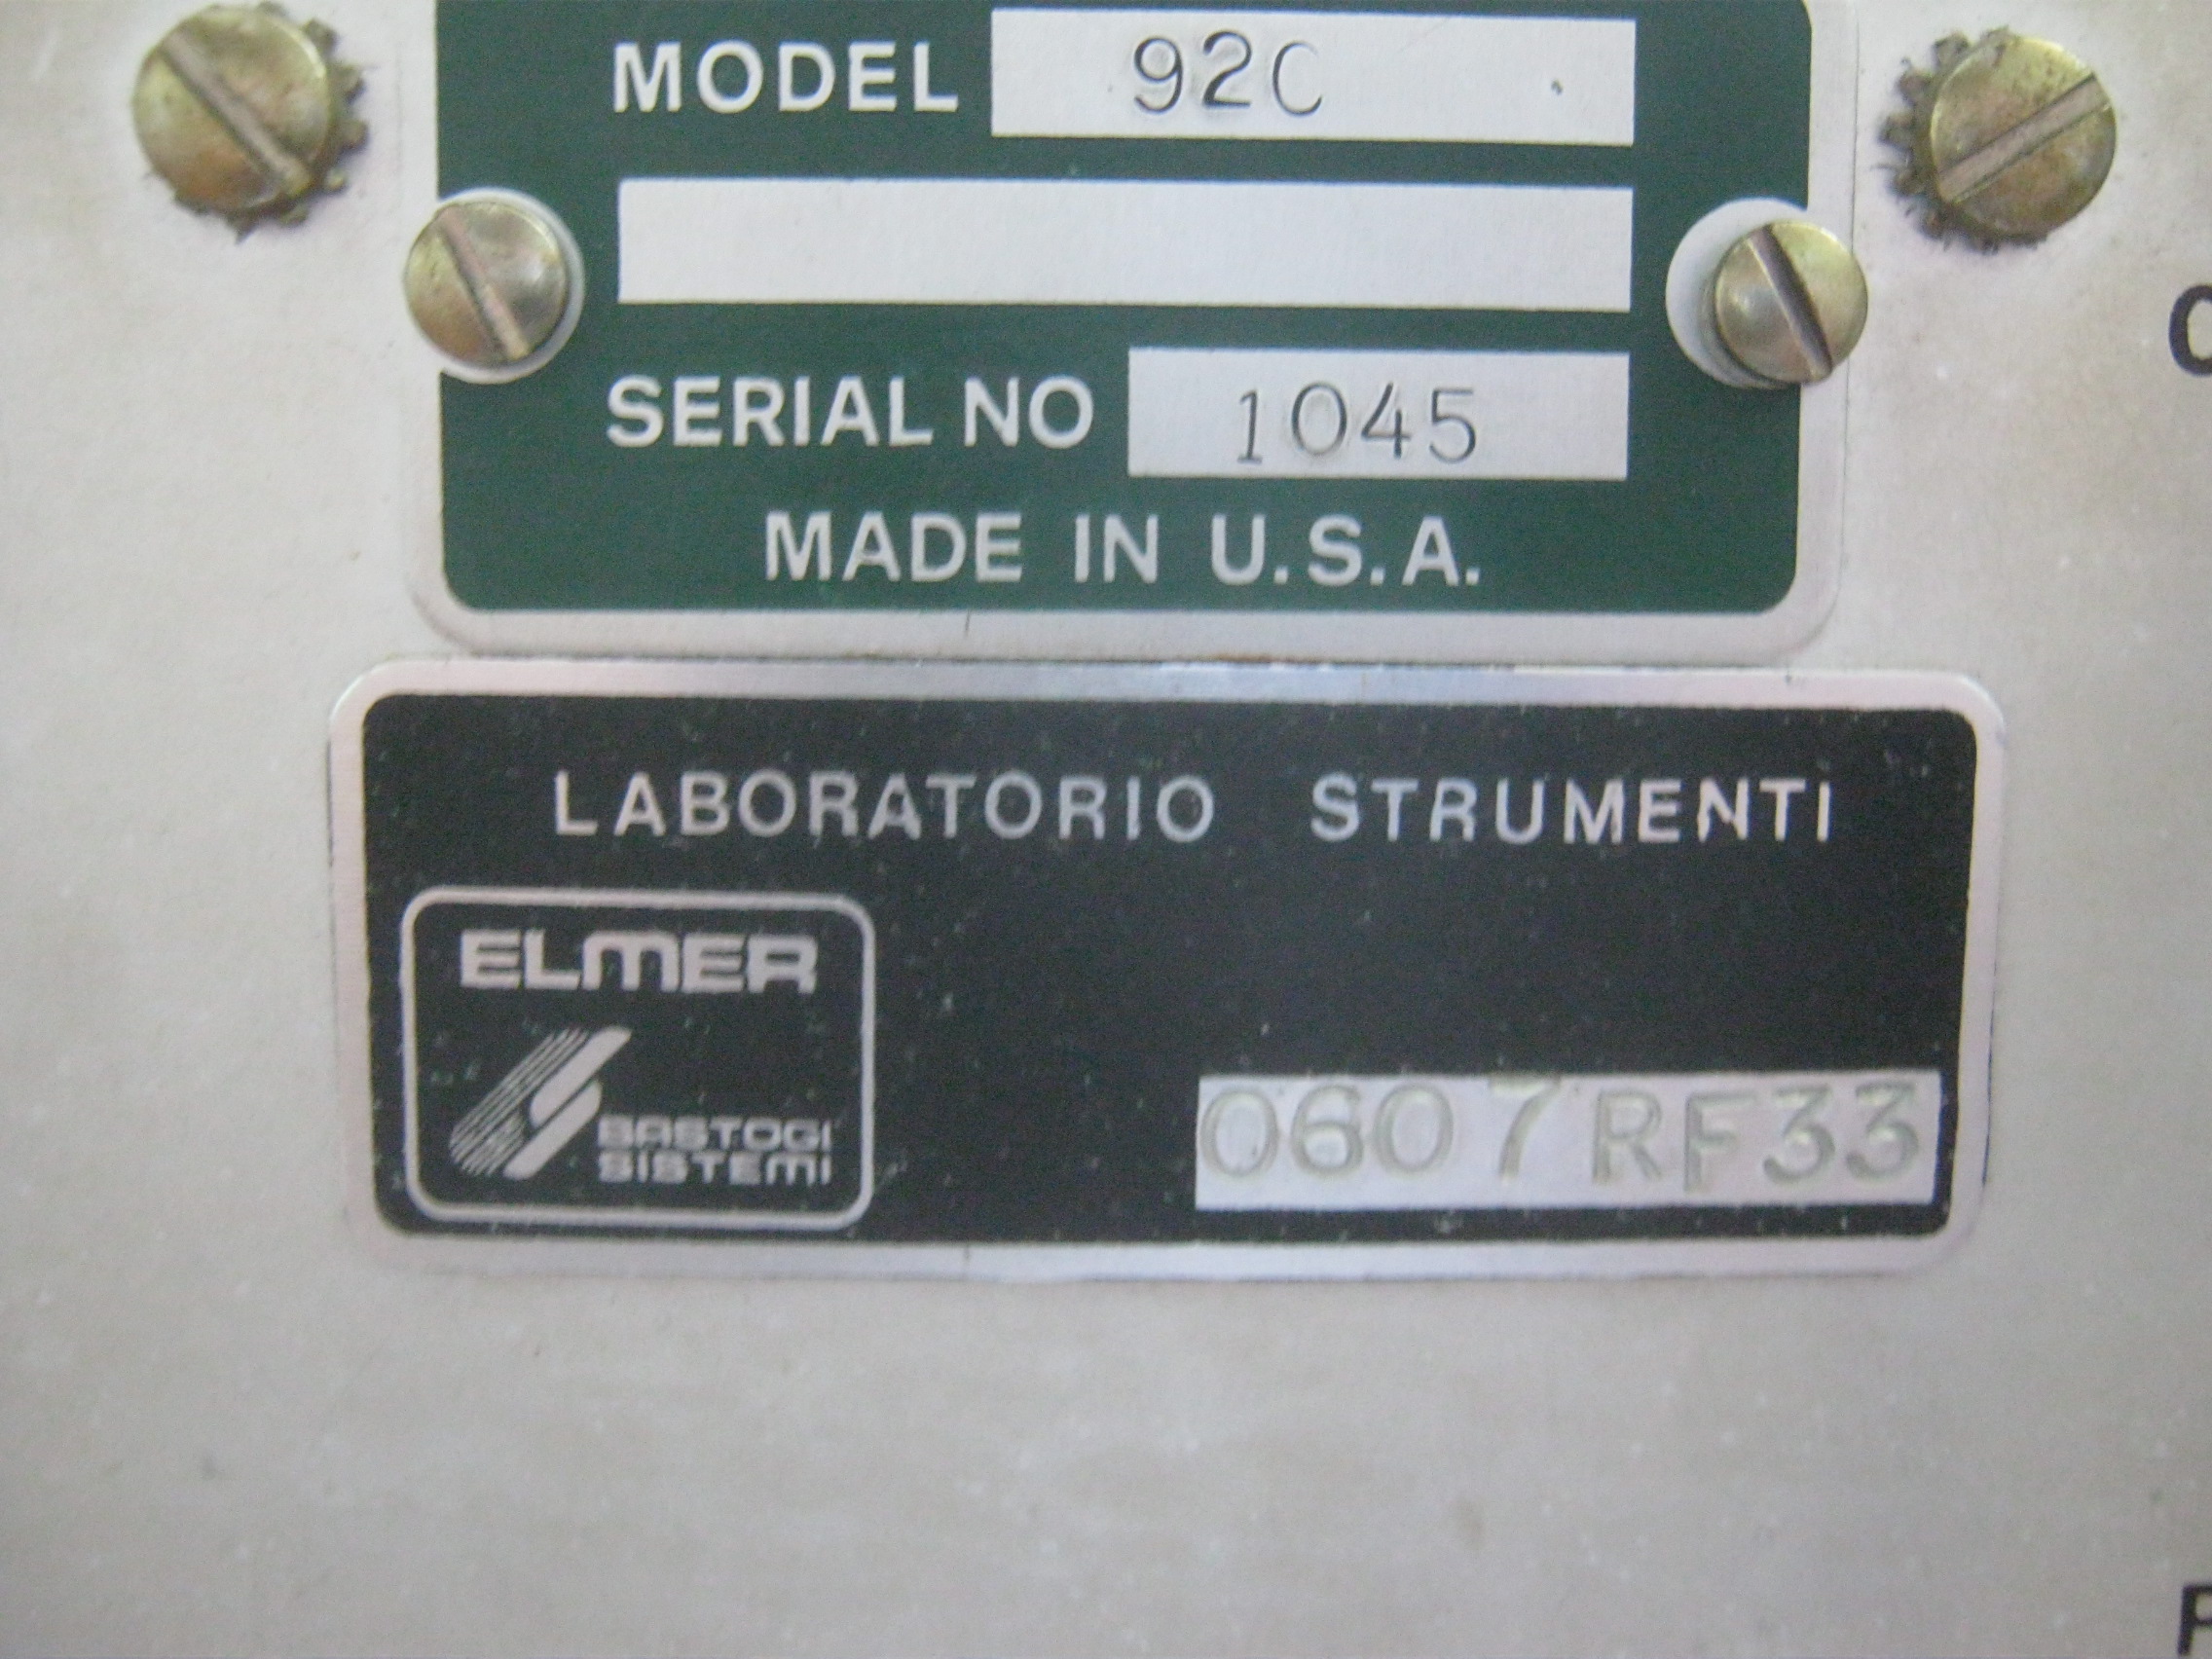 MODEL 92C
SERIAL NO 1045
MADE IN U.S.A.
LABORATORIO STRUMENTI
ELMER
BASTOGI
SISTEMI
0607RF33